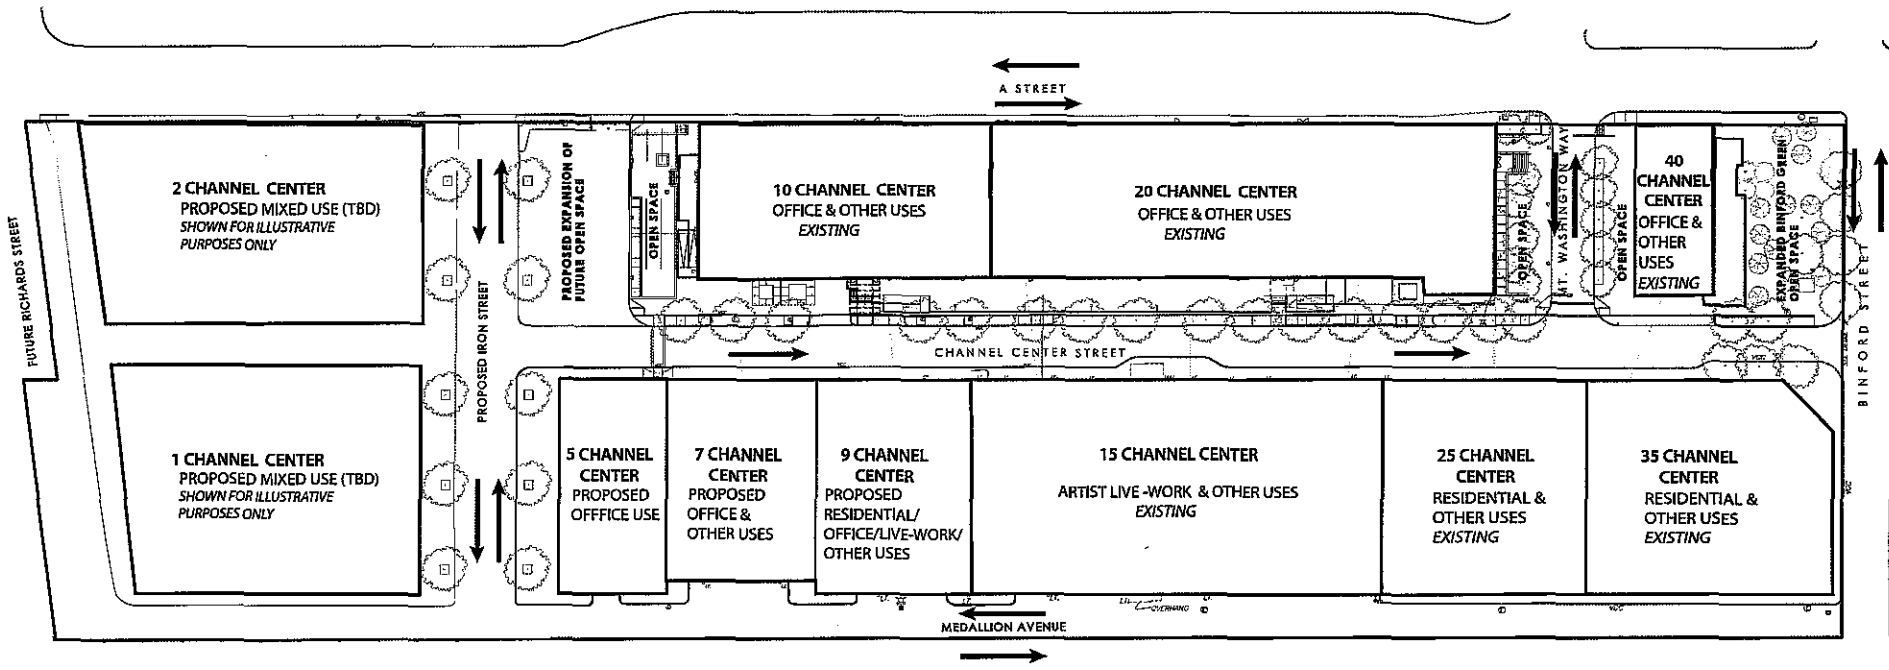 A STREET
2 CHANNEL CENTER
PROPOSED MIXED USE (TBD)
SHOWN FOR ILLUSTRATIVE
PURPOSES ONLY
FUTURE RICHARDS STREET
PROPOSED IRON STREET
PROPOSED EXPANSION OF
FUTURE OPEN SPACE
OPEN SPACE
10 CHANNEL CENTER
OFFICE & OTHER USES
EXISTING
20 CHANNEL CENTER
OFFICE & OTHER USES
EXISTING
OPEN SPACE
MT. WASHINGTON WAY
OPEN SPACE
40
CHANNEL
CENTER
OFFICE &
OTHER
USES
EXISTING
EXPANDED BINFORD GREEN
OPEN SPACE
BINFORD STREET
CHANNEL CENTER STREET
1 CHANNEL CENTER
PROPOSED MIXED USE (TBD)
SHOWN FOR ILLUSTRATIVE
PURPOSES ONLY
5 CHANNEL
CENTER
PROPOSED
OFFFICE USE
7 CHANNEL
CENTER
PROPOSED
OFFICE &
OTHER USES
9 CHANNEL
CENTER
PROPOSED
RESIDENTIAL/
OFFICE/LIVE-WORK/
OTHER USES
15 CHANNEL CENTER
ARTIST LIVE -WORK & OTHER USES
EXISTING
25 CHANNEL
CENTER
RESIDENTIAL &
OTHER USES
EXISTING
35 CHANNEL
CENTER
RESIDENTIAL &
OTHER USES
EXISTING
OVERHANG
MEDALLION AVENUE